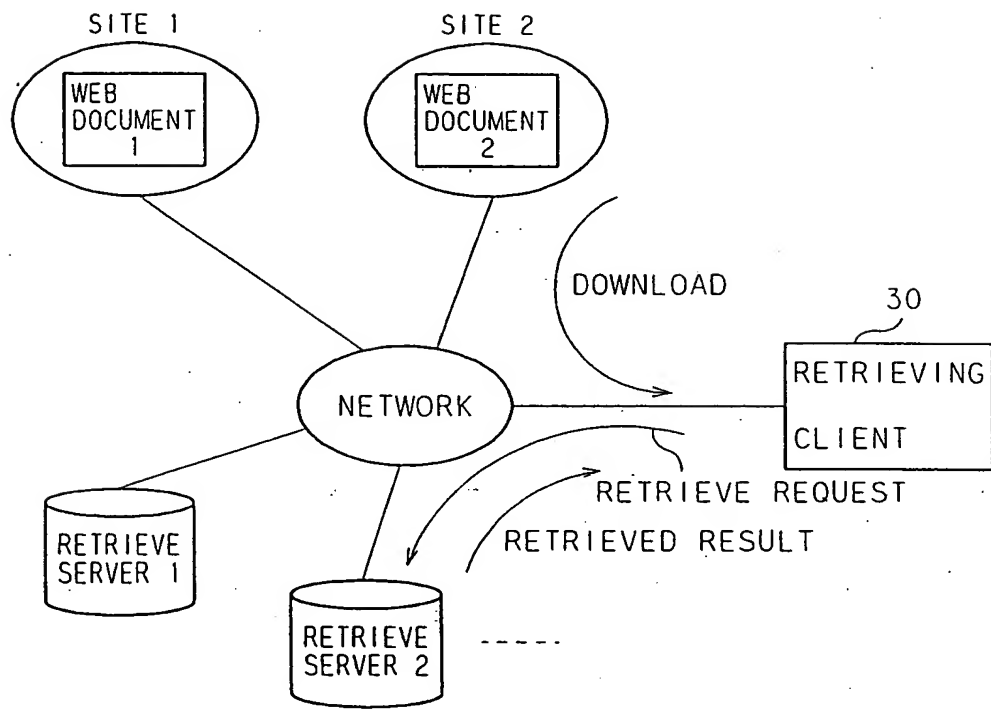 SITE 1
SITE 2
WEB
DOCUMENT
1
WEB
DOCUMENT
2
DOWNLOAD
30
RETRIEVING
CLIENT
NETWORK
RETRIEVE REQUEST
RETRIEVED RESULT
RETRIEVE
SERVER 1
RETRIEVE
SERVER 2